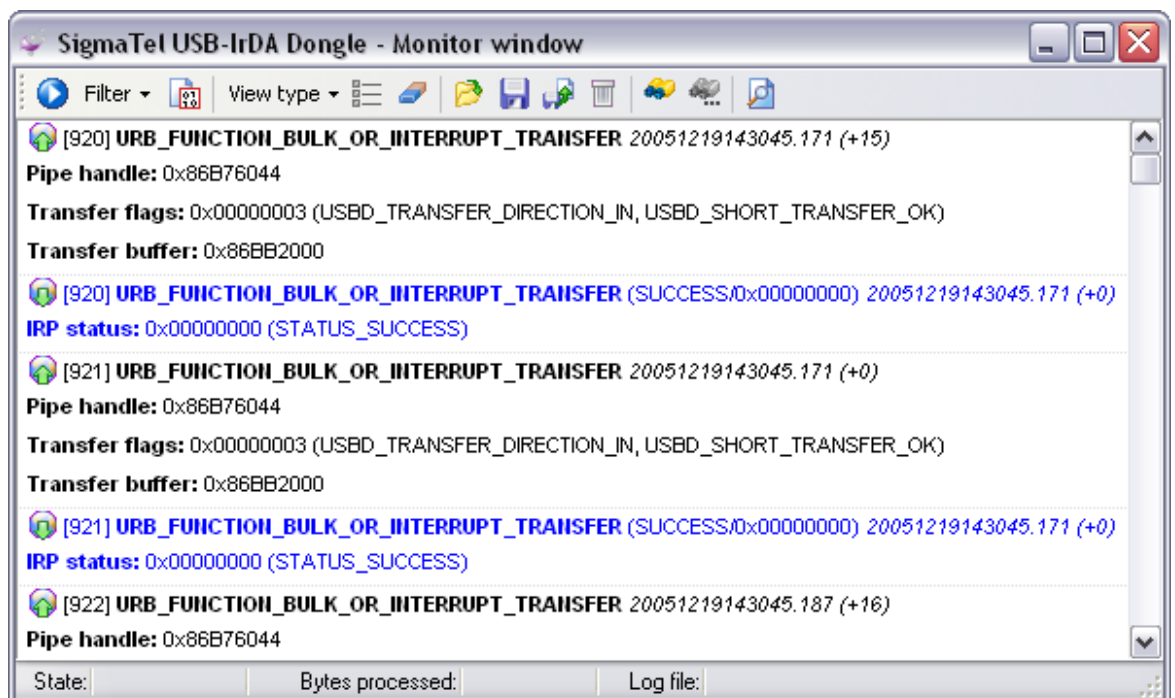 SigmaTel USB-IrDA Dongle - Monitor window
Filter View type
[920] URB_FUNCTION_BULK_OR_INTERRUPT_TRANSFER 20051219143045.171 (+15)
Pipe handle: 0x86B76044
Transfer flags: 0x00000003 (USBD_TRANSFER_DIRECTION_IN, USBD_SHORT_TRANSFER_OK)
Transfer buffer: 0x86BB2000
[920] URB_FUNCTION_BULK_OR_INTERRUPT_TRANSFER (SUCCESS/0x00000000) 20051219143045.171 (+0)
IRP status: 0x00000000 (STATUS_SUCCESS)
[921] URB_FUNCTION_BULK_OR_INTERRUPT_TRANSFER 20051219143045.171 (+0)
Pipe handle: 0x86B76044
Transfer flags: 0x00000003 (USBD_TRANSFER_DIRECTION_IN, USBD_SHORT_TRANSFER_OK)
Transfer buffer: 0x86BB2000
[921] URB_FUNCTION_BULK_OR_INTERRUPT_TRANSFER (SUCCESS/0x00000000) 20051219143045.171 (+0)
IRP status: 0x00000000 (STATUS_SUCCESS)
[922] URB_FUNCTION_BULK_OR_INTERRUPT_TRANSFER 20051219143045.187 (+16)
Pipe handle: 0x86B76044
State: Bytes processed: Log file: